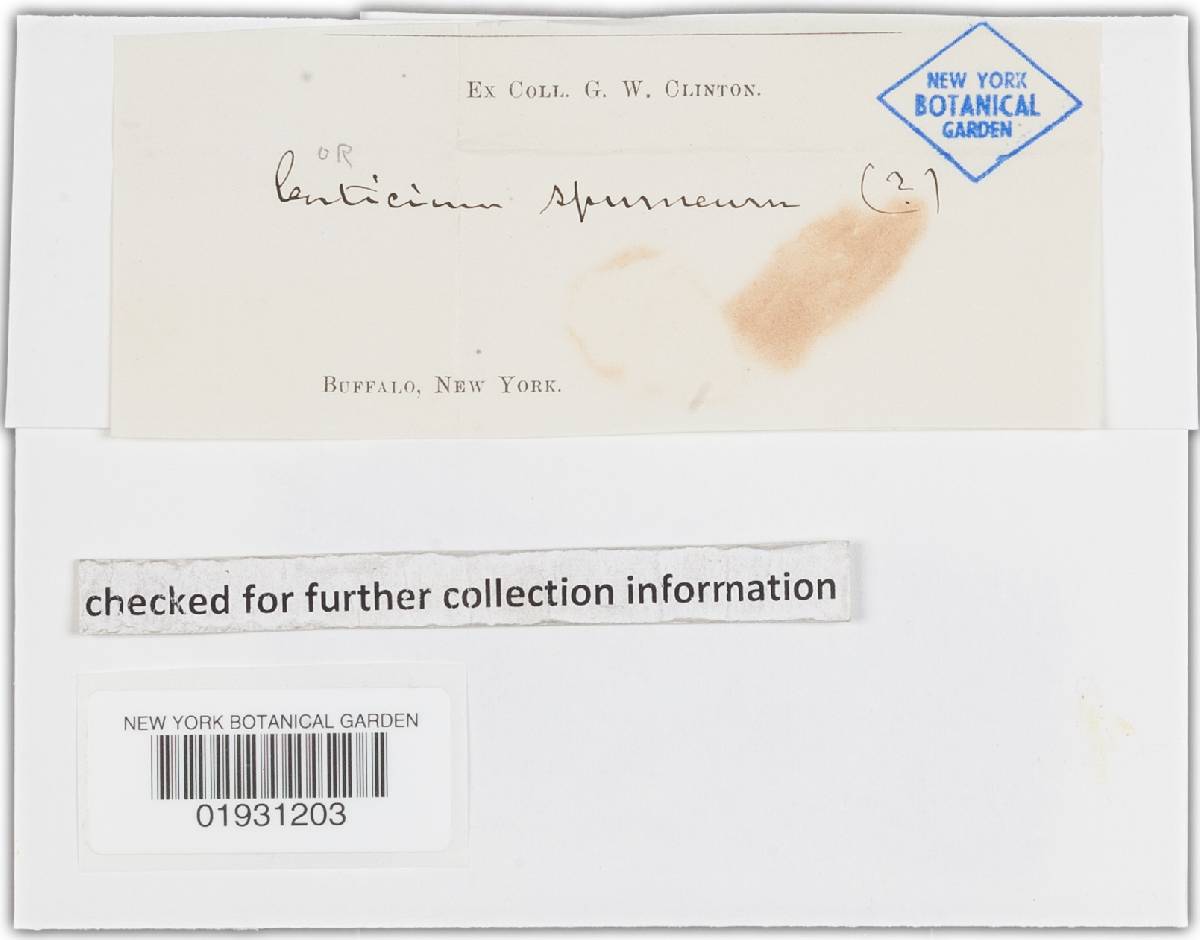 Ex Coll. G. W. Clinton.
NEW YORK
BOTANICAL
GARDEN
OR
Corticium spumeum (?)
Buffalo, New York.
checked for further collection information
NEW YORK BOTANICAL GARDEN
01931203